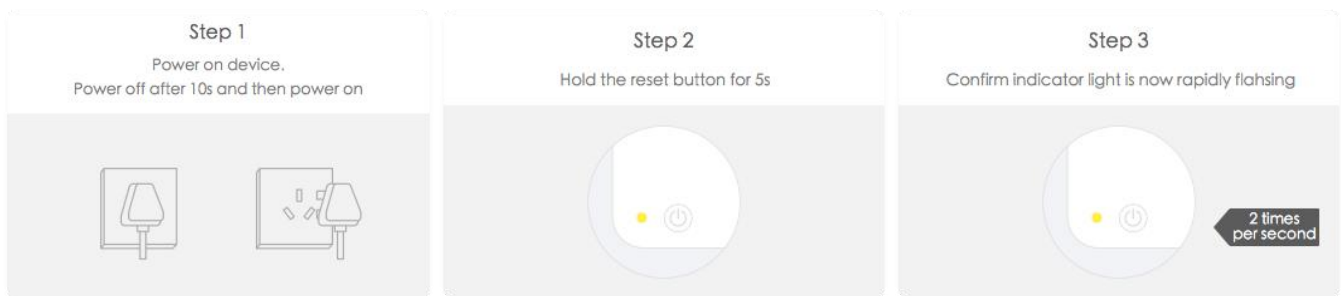 Step 1
Power on device.
Power off after 10s and then power on
Step 2
Hold the reset button for 5s
Step 3
Confirm indicator light is now rapidly flahsing
2 times
per second